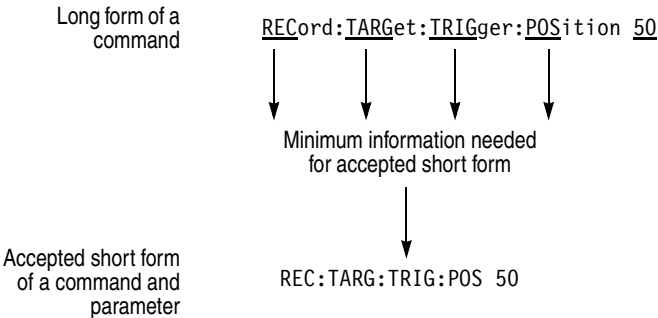 Long form of a
command
RECord:TARGet:TRIGger:POSition 50
Minimum information needed
for accepted short form
Accepted short form
of a command and
parameter
REC:TARG:TRIG:POS 50